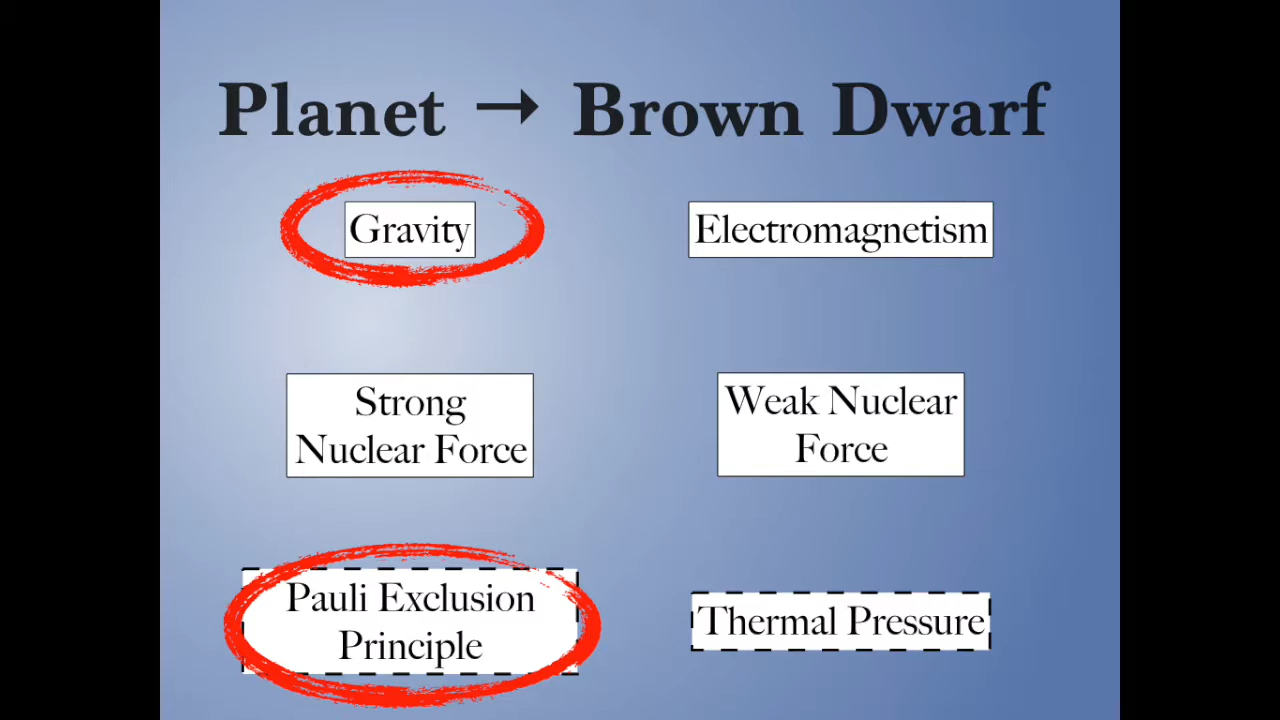 Planet → Brown Dwarf
Gravity
Electromagnetism
Strong
Nuclear Force
Weak Nuclear
Force
Pauli Exclusion
Principle
Thermal Pressure